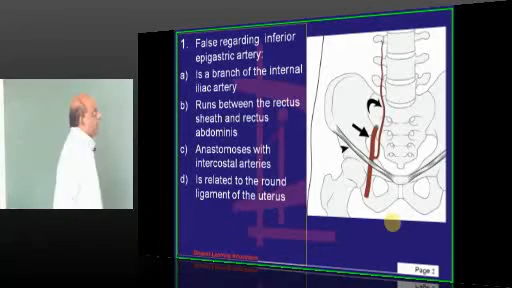 1. False regarding inferior
epigastric artery:
a) Is a branch of the internal
iliac artery
b) Runs between the rectus
sheath and rectus
abdominis
c) Anastomoses with
intercostal arteries
d) Is related to the round
ligament of the uterus
Page 3